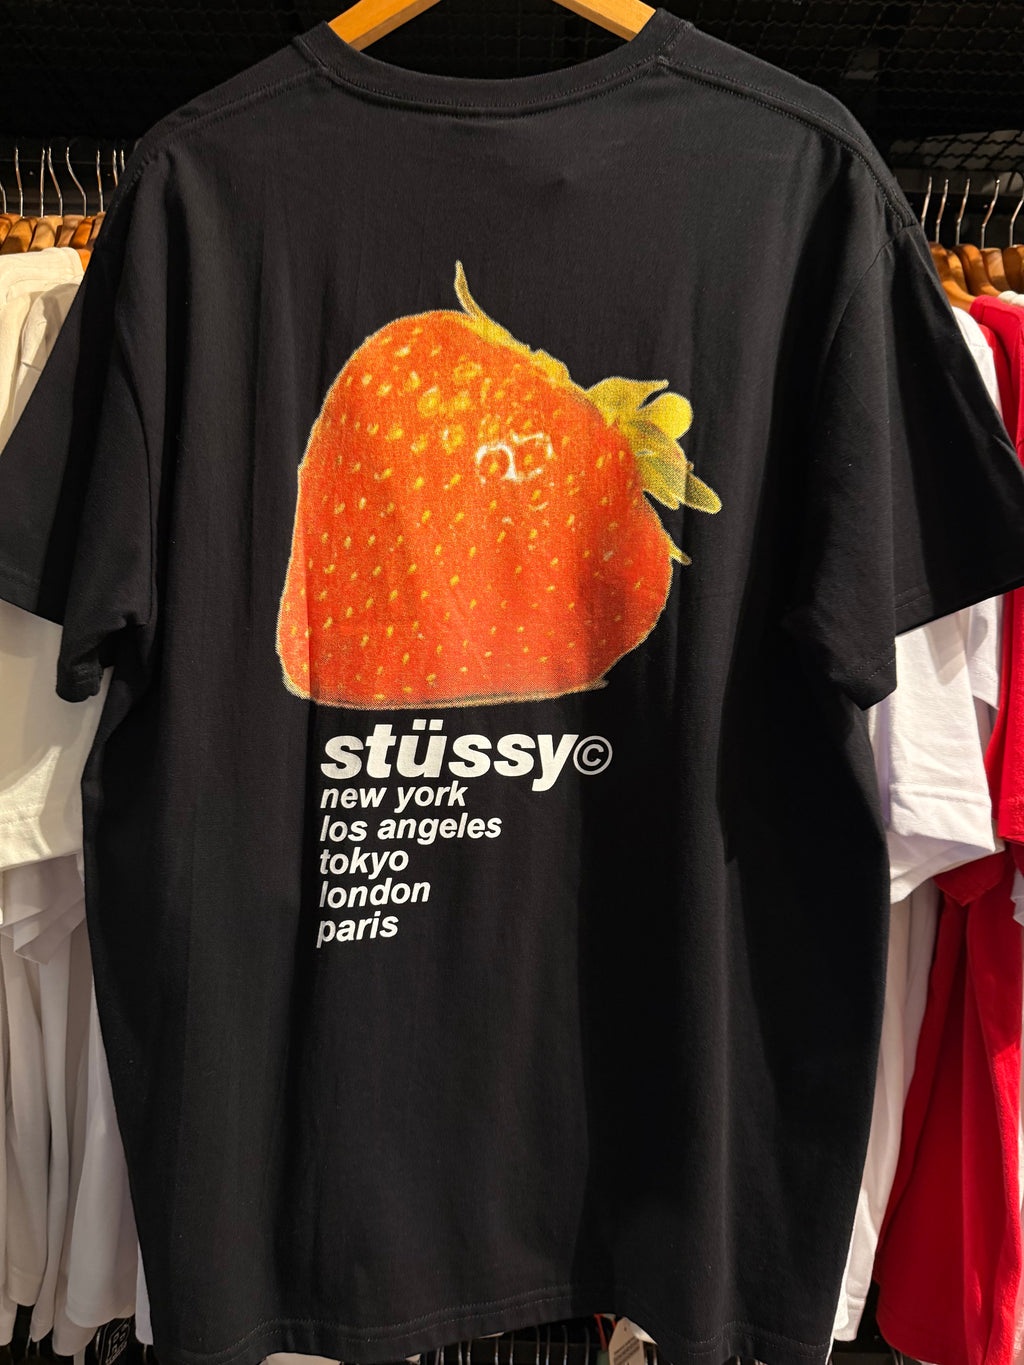 stüssy©
new york
los angeles
tokyo
london
paris